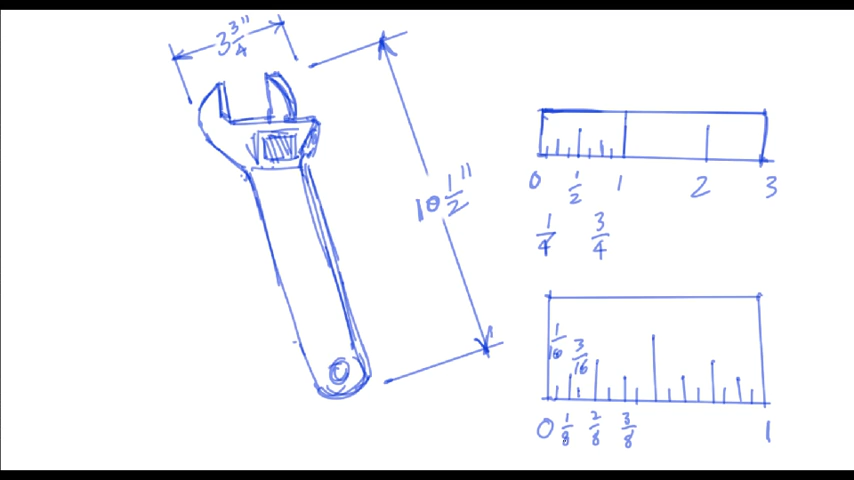 3 3/4"
10 1/2"
0 1/2 1 2 3
1/4 3/4
1/16 3/16
0 1/8 2/8 3/8 1